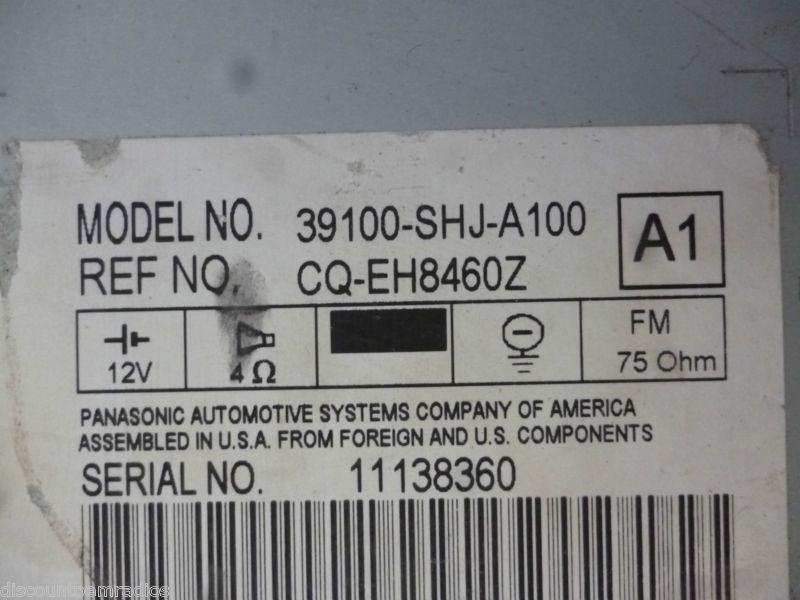 MODEL NO. 39100-SHJ-A100
A1
REF NO. CQ-EH8460Z
12V
4 Ω
FM
75 Ohm
PANASONIC AUTOMOTIVE SYSTEMS COMPANY OF AMERICA
ASSEMBLED IN U.S.A. FROM FOREIGN AND U.S. COMPONENTS
SERIAL NO. 11138360
discountoemradios